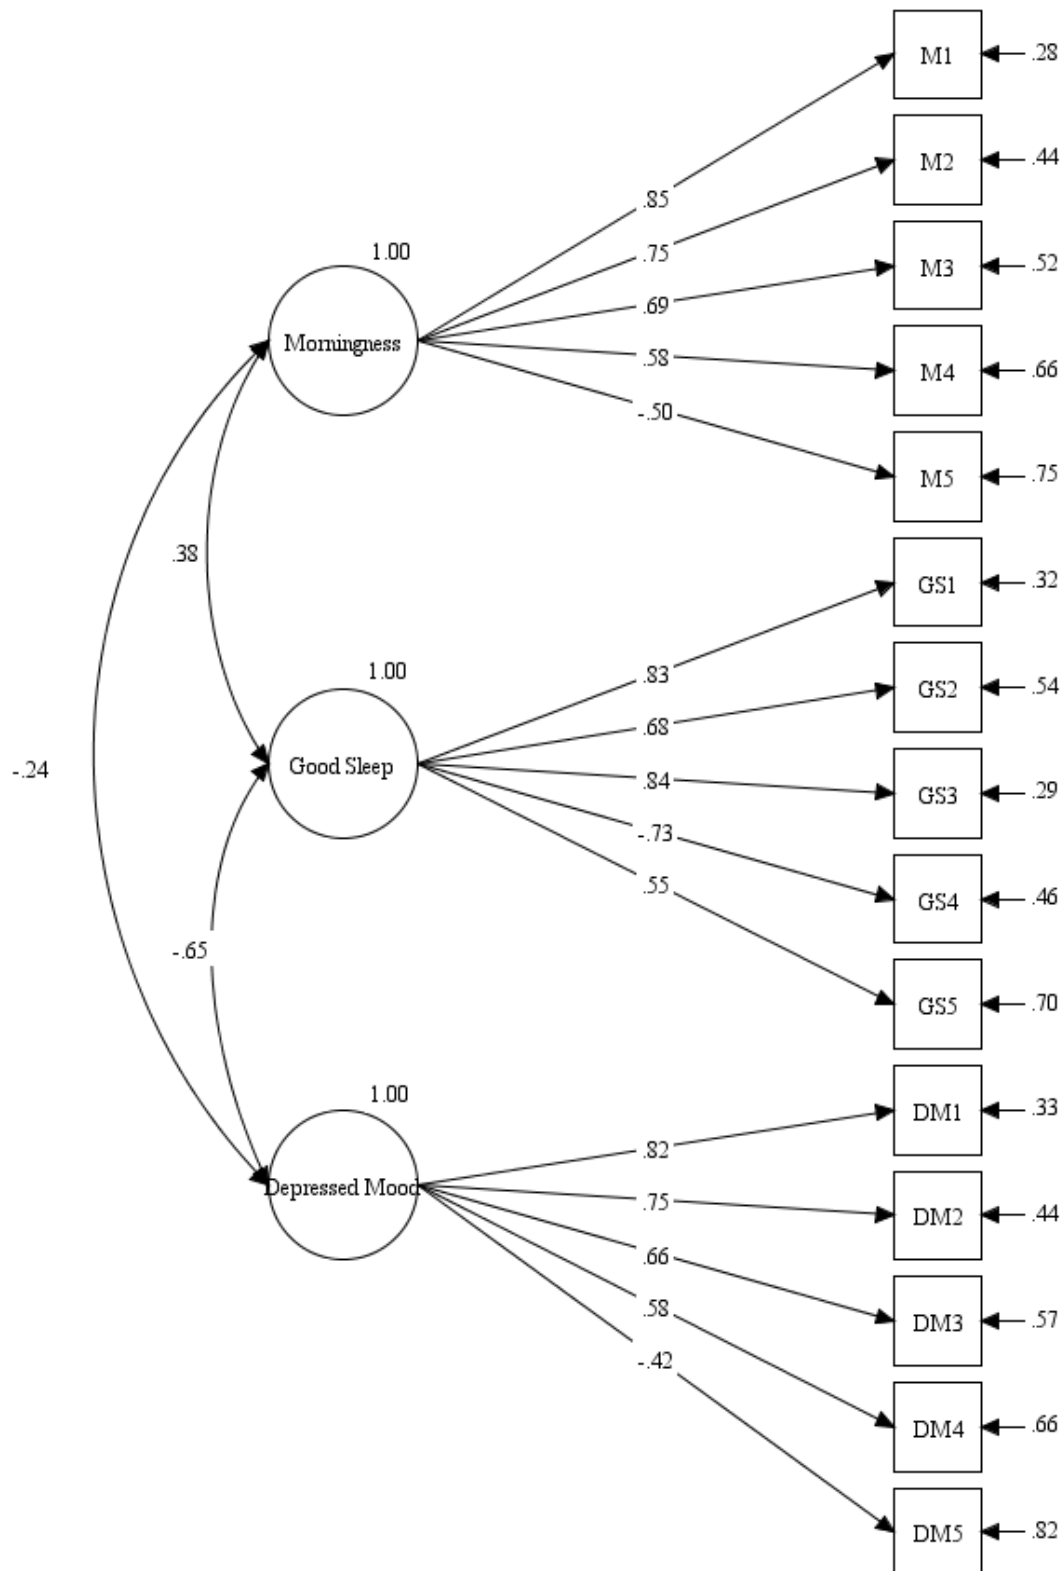 M1
.28
M2
.44
.85
.75
1.00
M3
.52
.69
Morningness
.58
M4
.66
-.50
M5
.75
.38
GS1
.32
1.00
.83
GS2
.54
.68
Good Sleep
-.24
.84
GS3
.29
-.73
.55
GS4
.46
-.65
GS5
.70
1.00
DM1
.33
.82
Depressed Mood
.75
DM2
.44
.66
.58
DM3
.57
-.42
DM4
.66
DM5
.82